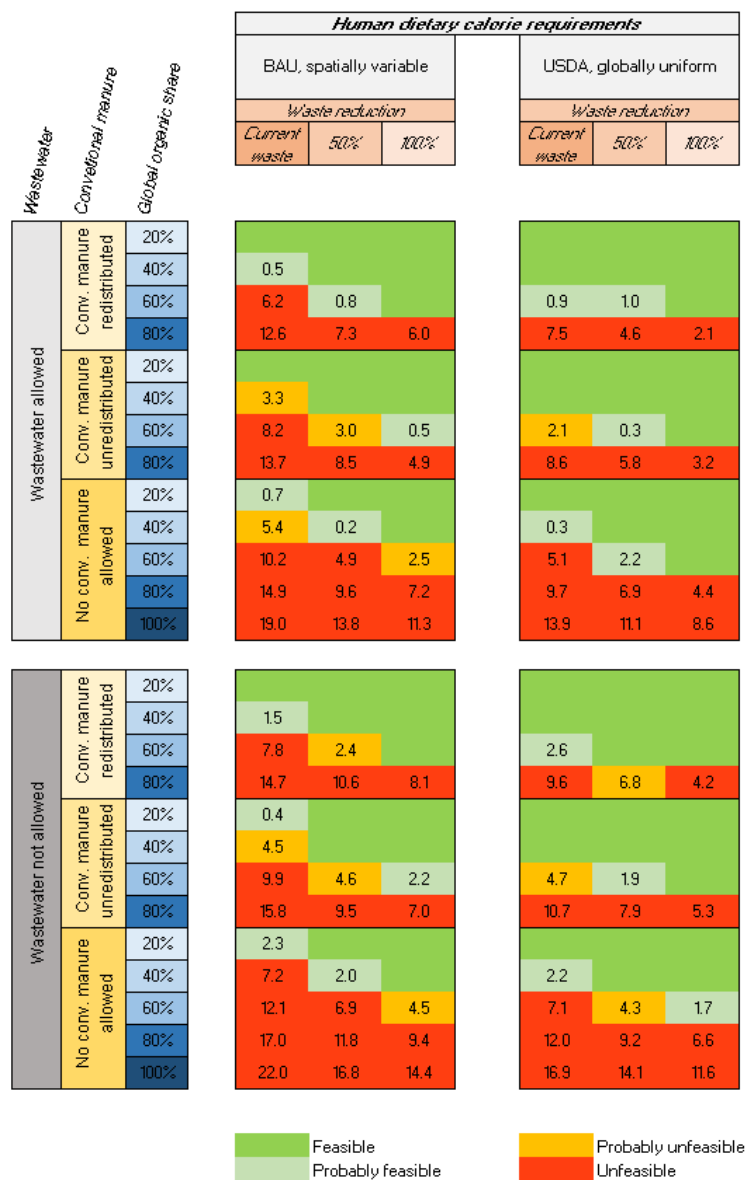 Human dietary calorie requirements
BAU, spatially variable USDA, globally uniform
Waste reduction Waste reduction
Current waste 50% 100% Current waste 50% 100%
Wastewater Convetional manure Global organic share
Wastewater allowed
Conv. manure redistributed
20%
40% 0.5
60% 6.2 0.8 0.9 1.0
80% 12.6 7.3 6.0 7.5 4.6 2.1
Conv. manure unredistributed
20%
40% 3.3
60% 8.2 3.0 0.5 2.1 0.3
80% 13.7 8.5 4.9 8.6 5.8 3.2
No conv. manure allowed
20% 0.7
40% 5.4 0.2 0.3
60% 10.2 4.9 2.5 5.1 2.2
80% 14.9 9.6 7.2 9.7 6.9 4.4
100% 19.0 13.8 11.3 13.9 11.1 8.6
Wastewater not allowed
Conv. manure redistributed
20%
40% 1.5
60% 7.8 2.4 2.6
80% 14.7 10.6 8.1 9.6 6.8 4.2
Conv. manure unredistributed
20% 0.4
40% 4.5
60% 9.9 4.6 2.2 4.7 1.9
80% 15.8 9.5 7.0 10.7 7.9 5.3
No conv. manure allowed
20% 2.3
40% 7.2 2.0 2.2
60% 12.1 6.9 4.5 7.1 4.3 1.7
80% 17.0 11.8 9.4 12.0 9.2 6.6
100% 22.0 16.8 14.4 16.9 14.1 11.6
Feasible Probably unfeasible
Probably feasible Unfeasible